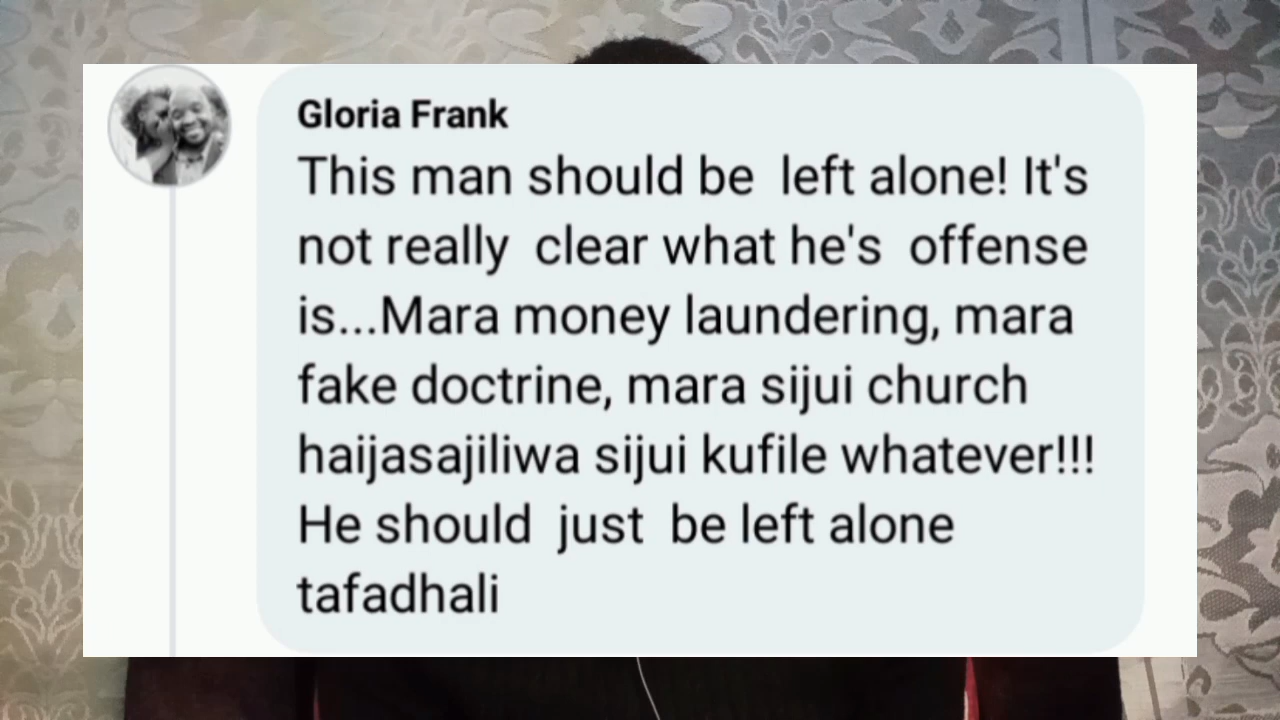 Gloria Frank
This man should be left alone! It's
not really clear what he's offense
is...Mara money laundering, mara
fake doctrine, mara sijui church
haijasajiliwa sijui kufile whatever!!!
He should just be left alone
tafadhali